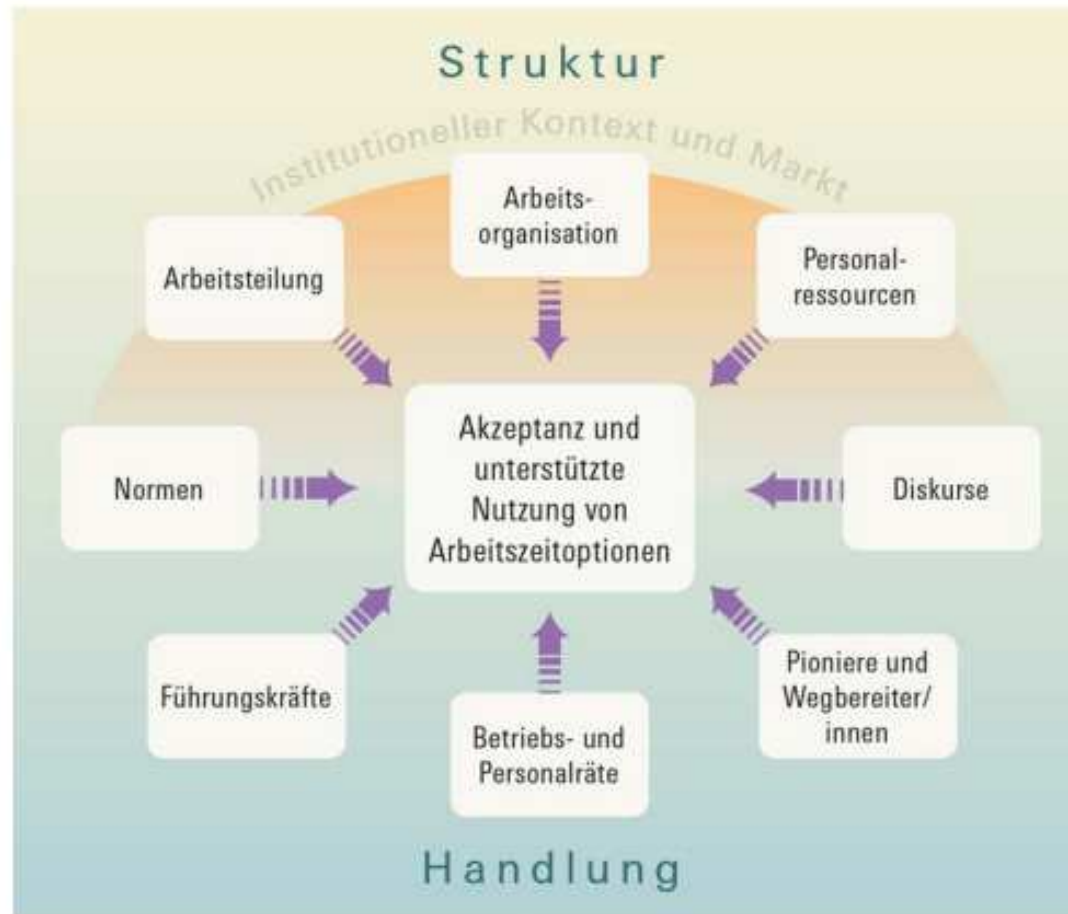 Struktur
Institutioneller Kontext und Markt
Arbeits-
organisation
Arbeitsteilung
Personal-
ressourcen
Akzeptanz und
unterstützte
Nutzung von
Arbeitszeitoptionen
Normen
Diskurse
Führungskräfte
Betriebs- und
Personalräte
Pioniere und
Wegbereiter/
innen
Handlung